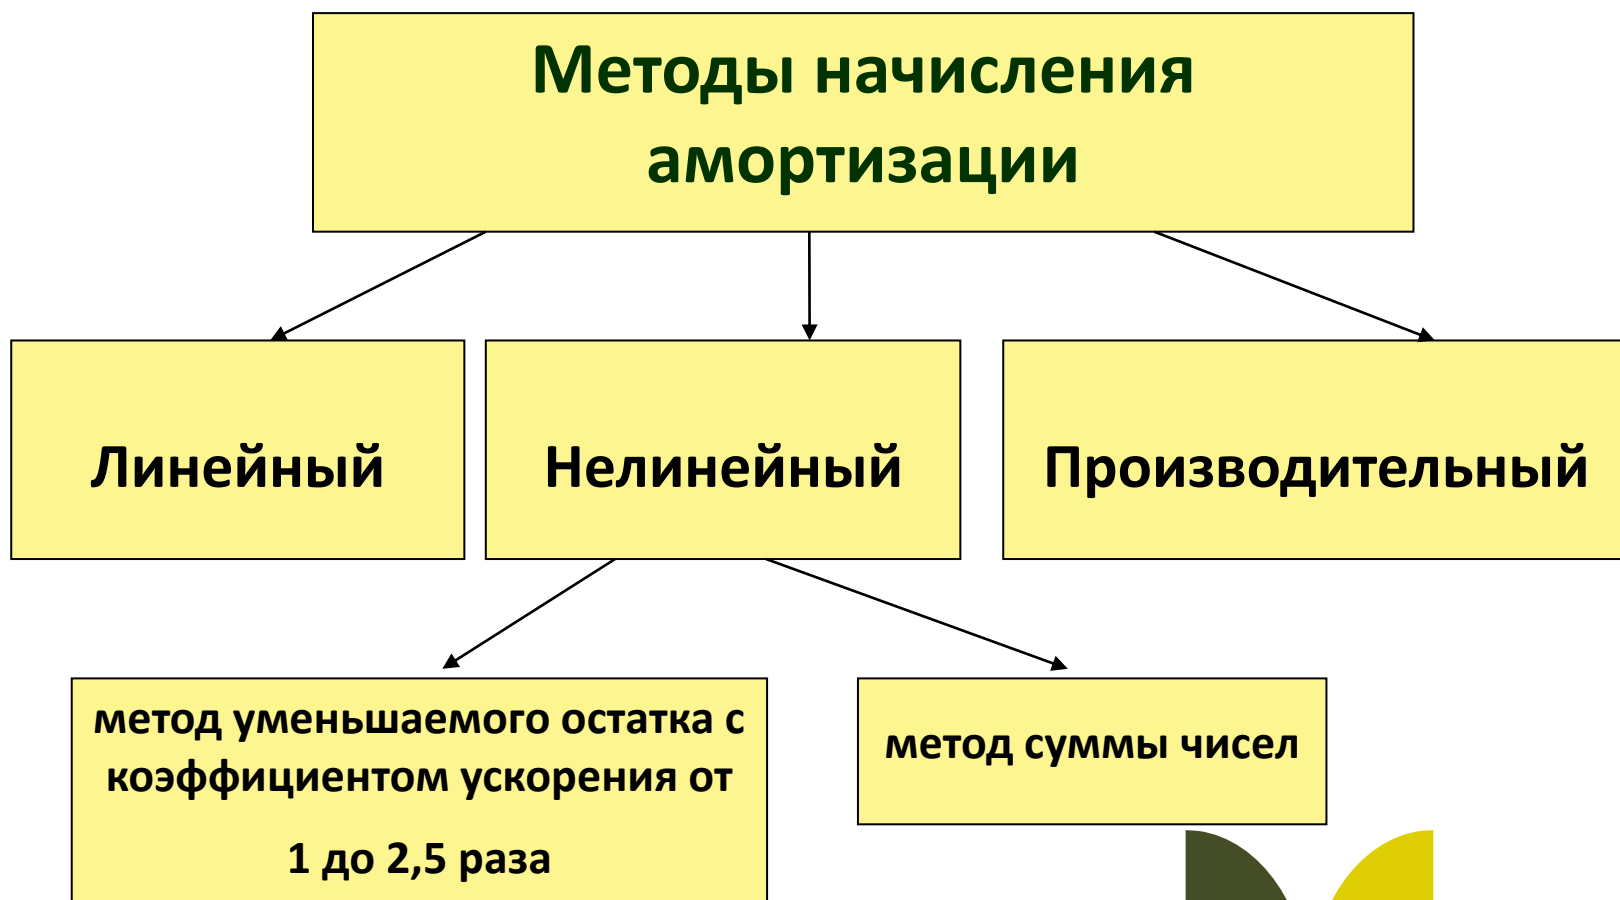 Методы начисления
амортизации
Линейный
Нелинейный
Производительный
метод уменьшаемого остатка с
коэффициентом ускорения от
1 до 2,5 раза
метод суммы чисел